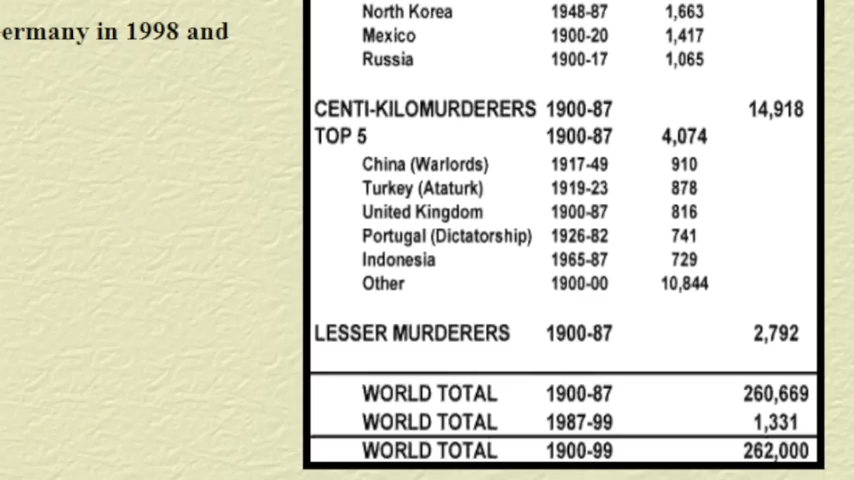 ermany in 1998 and
North Korea 1948-87 1,663
Mexico 1900-20 1,417
Russia 1900-17 1,065
CENTI-KILOMURDERERS 1900-87 14,918
TOP 5 1900-87 4,074
China (Warlords) 1917-49 910
Turkey (Ataturk) 1919-23 878
United Kingdom 1900-87 816
Portugal (Dictatorship) 1926-82 741
Indonesia 1965-87 729
Other 1900-00 10,844
LESSER MURDERERS 1900-87 2,792
WORLD TOTAL 1900-87 260,669
WORLD TOTAL 1987-99 1,331
WORLD TOTAL 1900-99 262,000